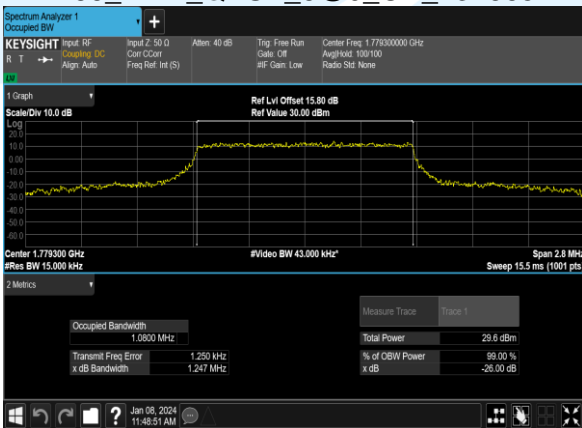 Spectrum Analyzer 1
Occupied BW
KEYSIGHT
R T
LW
Input: RF
Coupling: DC
Align: Auto
Input Z: 50 Ω
Corr CCorr
Freq Ref: Int (S)
Atten: 40 dB
Trig: Free Run
Gate: Off
#IF Gain: Low
Center Freq: 1.779300000 GHz
Avg|Hold: 100/100
Radio Std: None
1 Graph
Scale/Div 10.0 dB
Ref Lvl Offset 15.80 dB
Ref Value 30.00 dBm
Log
20.0
10.0
0.00
-10.0
-20.0
-30.0
-40.0
-50.0
-60.0
Center 1.779300 GHz
#Res BW 15.000 kHz
#Video BW 43.000 kHz*
Span 2.8 MHz
Sweep 15.5 ms (1001 pts
2 Metrics
Measure Trace
Trace 1
Occupied Bandwidth
1.0800 MHz
Total Power 29.6 dBm
Transmit Freq Error 1.250 kHz
% of OBW Power 99.00 %
x dB Bandwidth 1.247 MHz
x dB -26.00 dB
?
Jan 08, 2024
11:48:51 AM